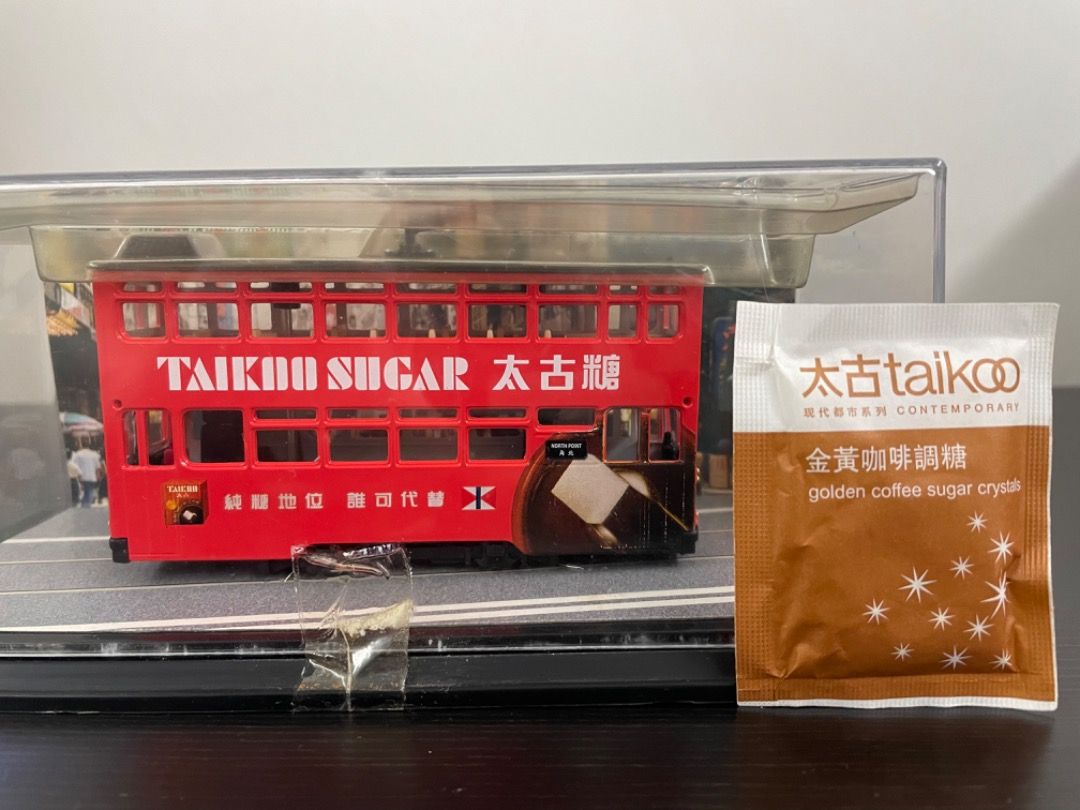 TAIKOO SUGAR 太古糖
NORTH POINT
角北
TAIKOO
純糖地位 誰可代替
太古taikoo
現代都市系列 CONTEMPORARY
金黃咖啡調糖
golden coffee sugar crystals